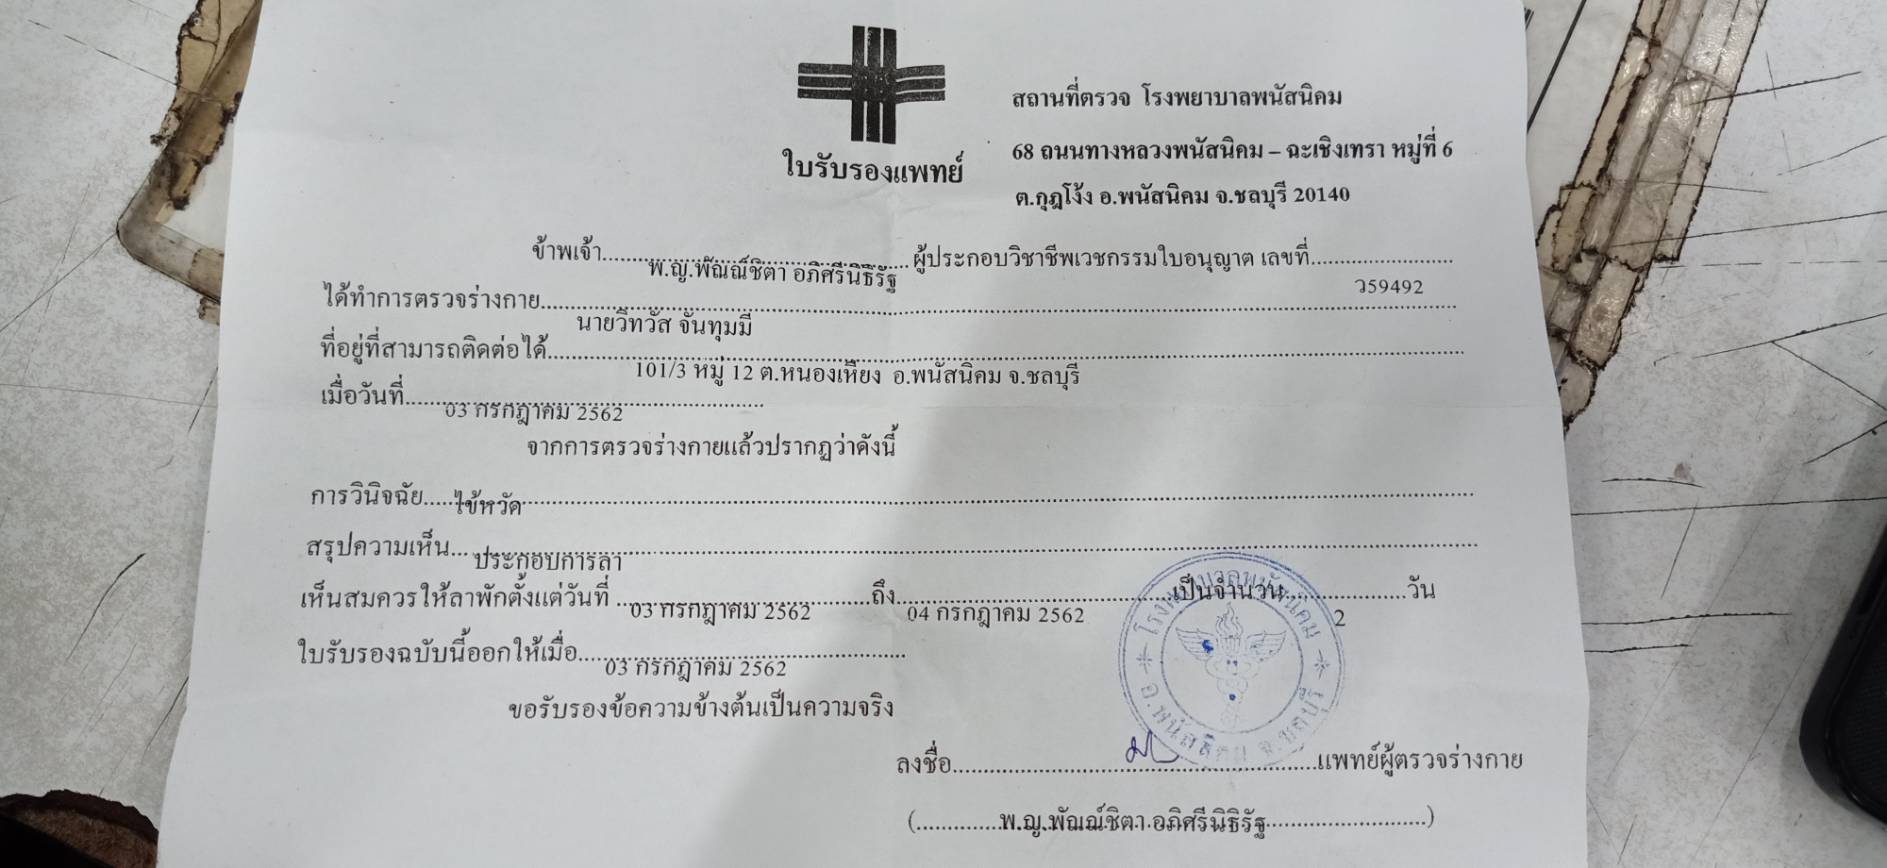 สถานที่ตรวจ โรงพยาบาลพนัสนิคม
68 ถนนทางหลวงพนัสนิคม – ฉะเชิงเทรา หมู่ที่ 6
ใบรับรองแพทย์
ต.กุฎโง้ง อ.พนัสนิคม จ.ชลบุรี 20140
ข้าพเจ้า........พ.ญ.พัณณ์ชิตา อภิศรีนิธิรัฐ........ผู้ประกอบวิชาชีพเวชกรรมใบอนุญาต เลขที่........ว59492
ได้ทำการตรวจร่างกาย........นายวิทวัส จันทุมมี
ที่อยู่ที่สามารถติดต่อได้........101/3 หมู่ 12 ต.หนองเหียง อ.พนัสนิคม จ.ชลบุรี
เมื่อวันที่........03 กรกฎาคม 2562
จากการตรวจร่างกายแล้วปรากฏว่าดังนี้
การวินิจฉัย........ไข้หวัด
สรุปความเห็น........ประกอบการลา
เห็นสมควรให้ลาพักตั้งแต่วันที่ ........03 กรกฎาคม 2562........ถึง........04 กรกฎาคม 2562........เป็นจำนวน........2........วัน
ใบรับรองฉบับนี้ออกให้เมื่อ........03 กรกฎาคม 2562
ขอรับรองข้อความข้างต้นเป็นความจริง
โรงพยาบาลพนัสนิคม
อ.พนัสนิคม จ.ชลบุรี
ลงชื่อ........แพทย์ผู้ตรวจร่างกาย
(........พ.ญ.พัณณ์ชิตา อภิศรีนิธิรัฐ........)